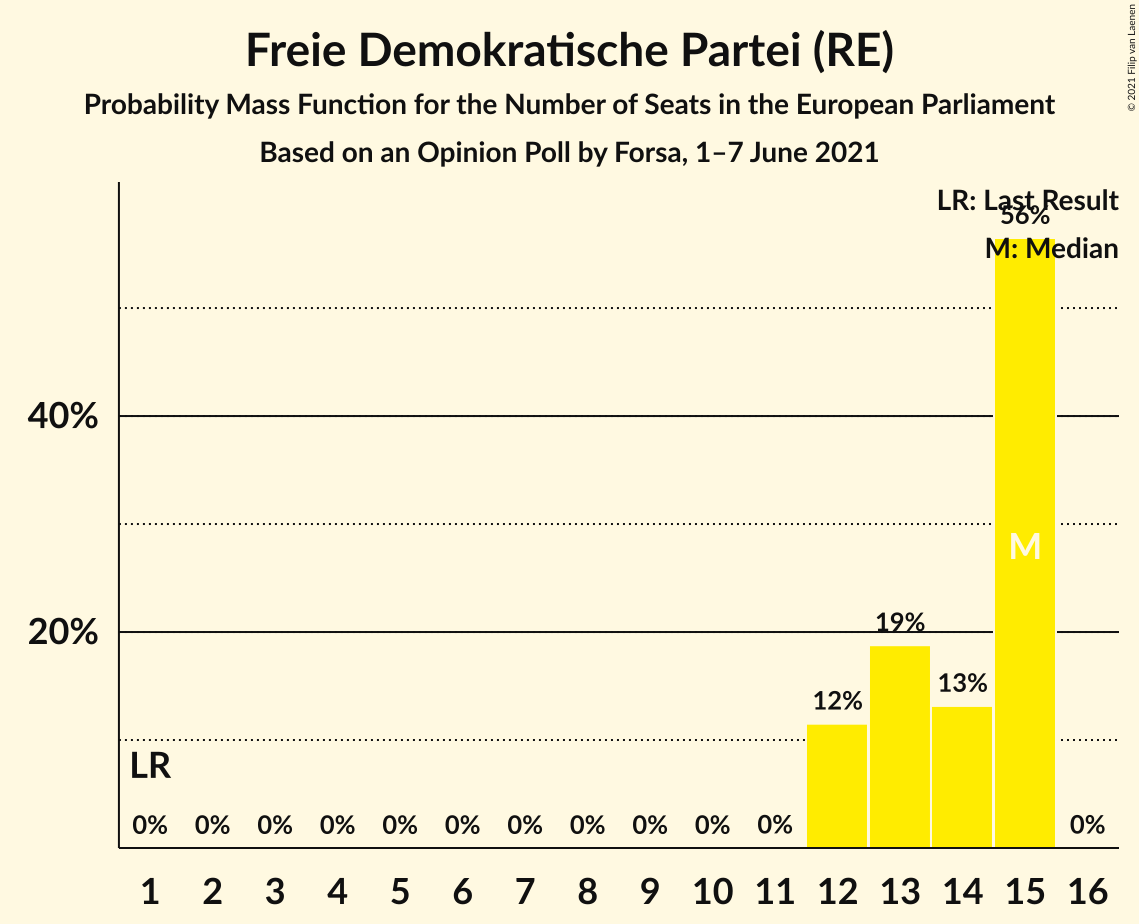 Freie Demokratische Partei (RE)
Probability Mass Function for the Number of Seats in the European Parliament
Based on an Opinion Poll by Forsa, 1–7 June 2021
© 2021 Filip van Laenen
LR: Last Result
56%
M: Median
40%
M
19%
20%
13%
12%
LR
0% 0% 0% 0% 0% 0% 0% 0% 0% 0% 0% 0%
1 2 3 4 5 6 7 8 9 10 11 12 13 14 15 16